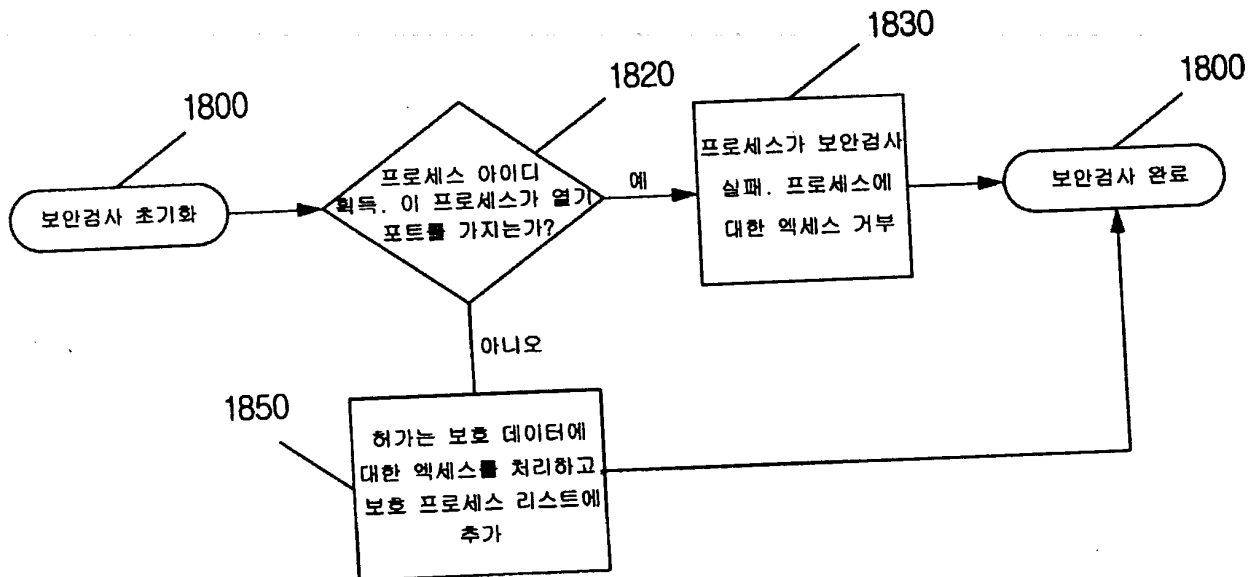 1800
보안검사 초기화
1820
프로세스 아이디
획득. 이 프로세스가 열기
포트를 가지는가?
예
1830
프로세스가 보안검사
실패. 프로세스에
대한 엑세스 거부
1800
보안검사 완료
아니오
1850
허가는 보호 데이터에
대한 엑세스를 처리하고
보호 프로세스 리스트에
추가